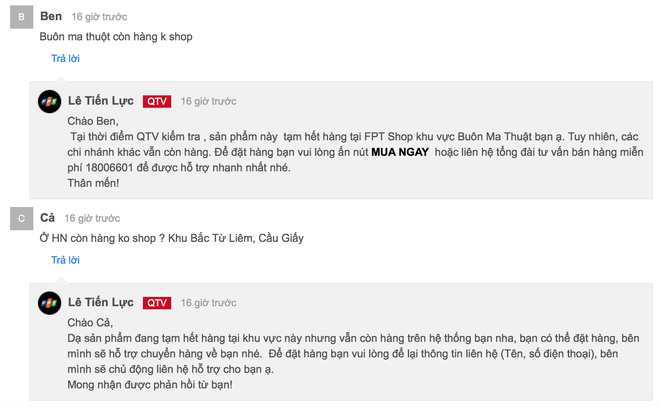 B Ben 16 giờ trước
Buôn ma thuột còn hàng k shop
Trả lời
FPT Lê Tiến Lực QTV 16 giờ trước
Chào Ben,
Tại thời điểm QTV kiểm tra , sản phẩm này tạm hết hàng tại FPT Shop khu vực Buôn Ma Thuật bạn ạ. Tuy nhiên, các
chi nhánh khác vẫn còn hàng. Để đặt hàng bạn vui lòng ấn nút MUA NGAY hoặc liên hệ tổng đài tư vấn bán hàng miễn
phí 18006601 để được hỗ trợ nhanh nhất nhé.
Thân mến!
C Cả 16 giờ trước
Ở HN còn hàng ko shop ? Khu Bắc Từ Liêm, Cầu Giấy
Trả lời
FPT Lê Tiến Lực QTV 16 giờ trước
Chào Cả,
Dạ sản phẩm đang tạm hết hàng tại khu vực này nhưng vẫn còn hàng trên hệ thống bạn nha, bạn có thể đặt hàng, bên
mình sẽ hỗ trợ chuyển hàng về bạn nhé. Để đặt hàng bạn vui lòng để lại thông tin liên hệ (Tên, số điện thoại), bên
mình sẽ chủ động liên hệ hỗ trợ cho bạn ạ.
Mong nhận được phản hồi từ bạn!